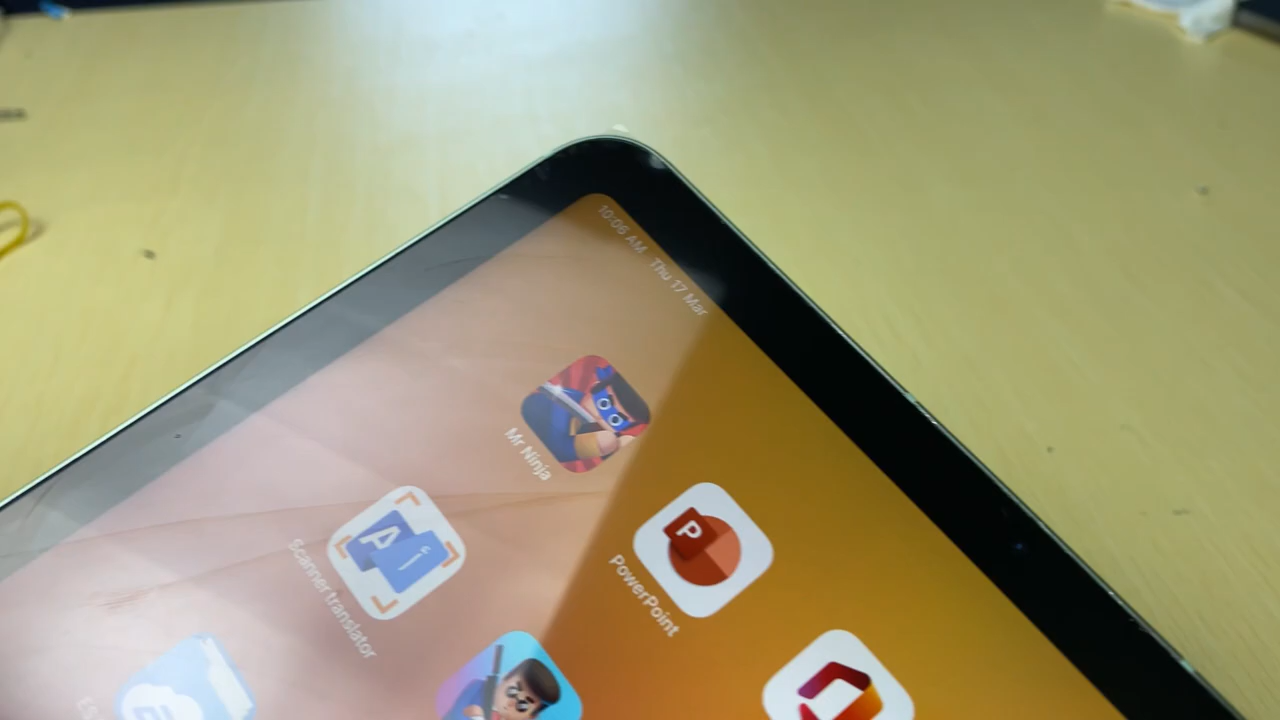 10:06 AM Thu 17 Mar
Mr Ninja
Scanner translator
PowerPoint
P
A